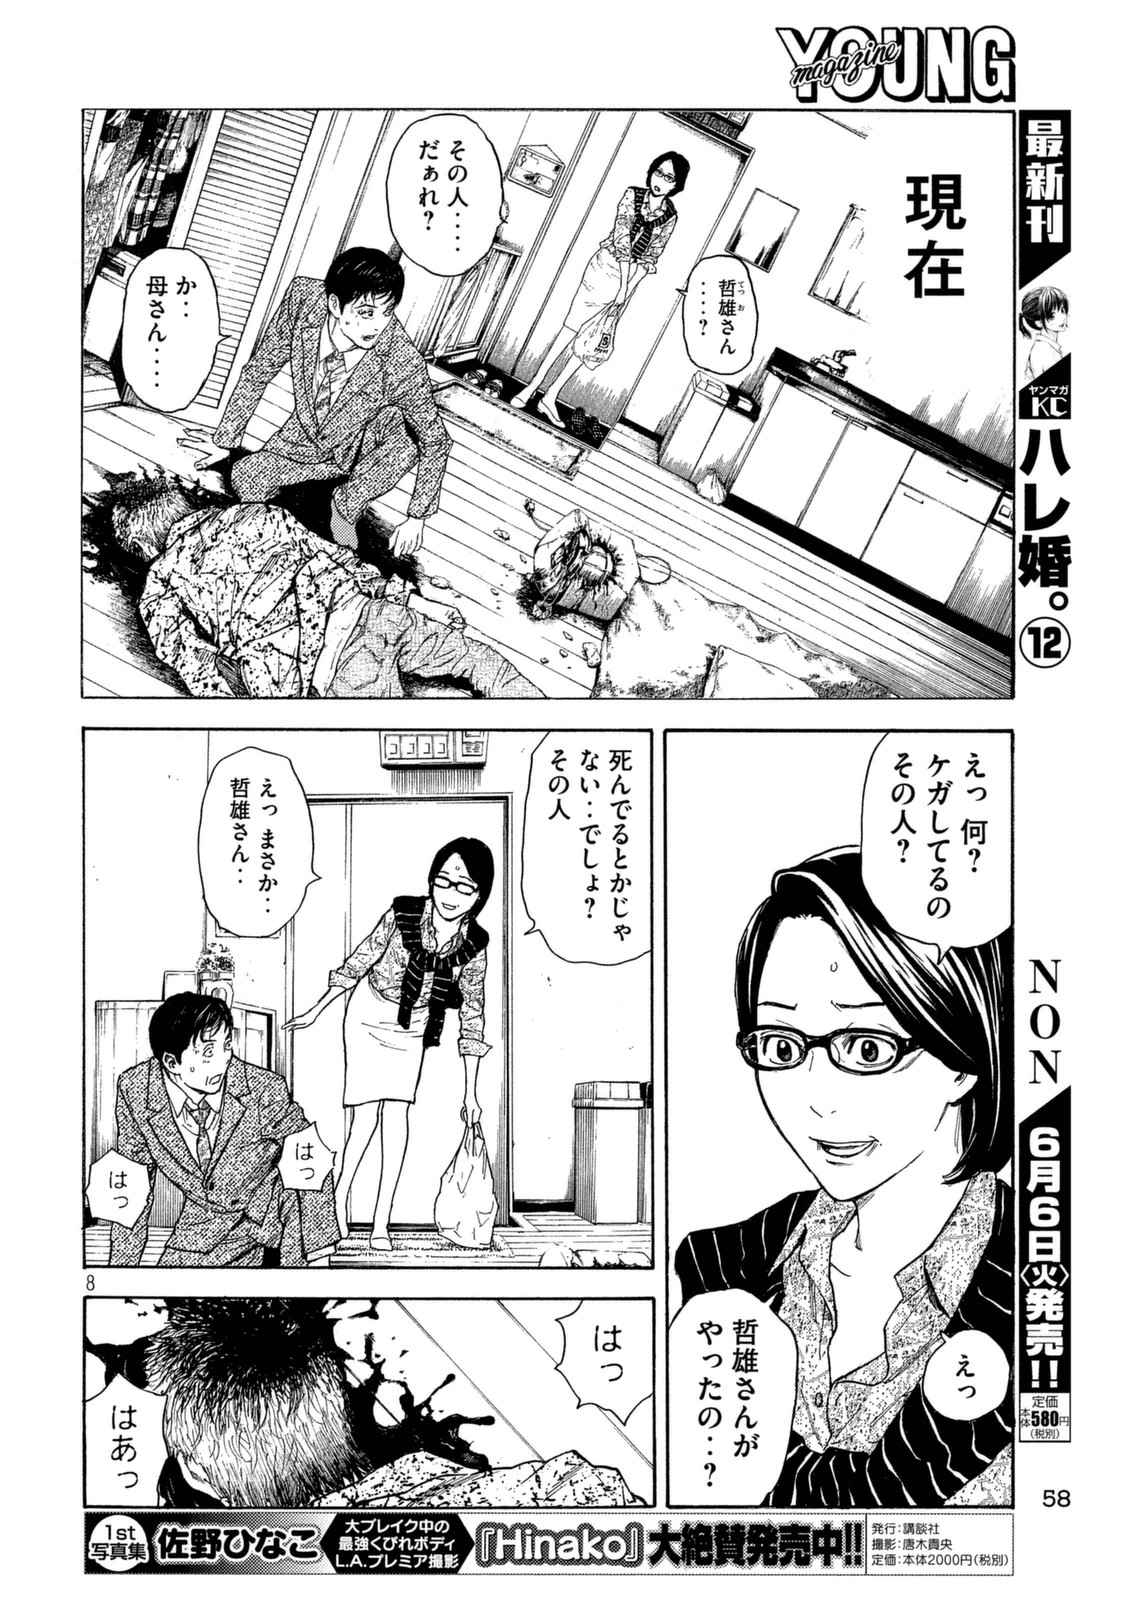 YOUNG
magazine
現在
哲雄さん
てつお
‥‥?
その人‥‥
だぁれ?
か‥
母さん‥‥
えっ 何?
ケガしてるの
その人?
えっ
哲雄さんが
やったの‥?
死んでるとかじゃ
ない‥でしょ?
その人
えっ まさか‥
哲雄さん‥
はっ
はっ
8
はっ
はあっ
最新刊
ヤンマガ
KC
ハレ婚。⑫
NON
6月6日〈火〉発売!!
定価
本体580円
(税別)
58
1st
写真集
佐野ひなこ
大ブレイク中の
最強くびれボディ
L.A.プレミア撮影
『Hinako』大絶賛発売中!!
発行:講談社
撮影:唐木貴央
定価:本体2000円(税別)